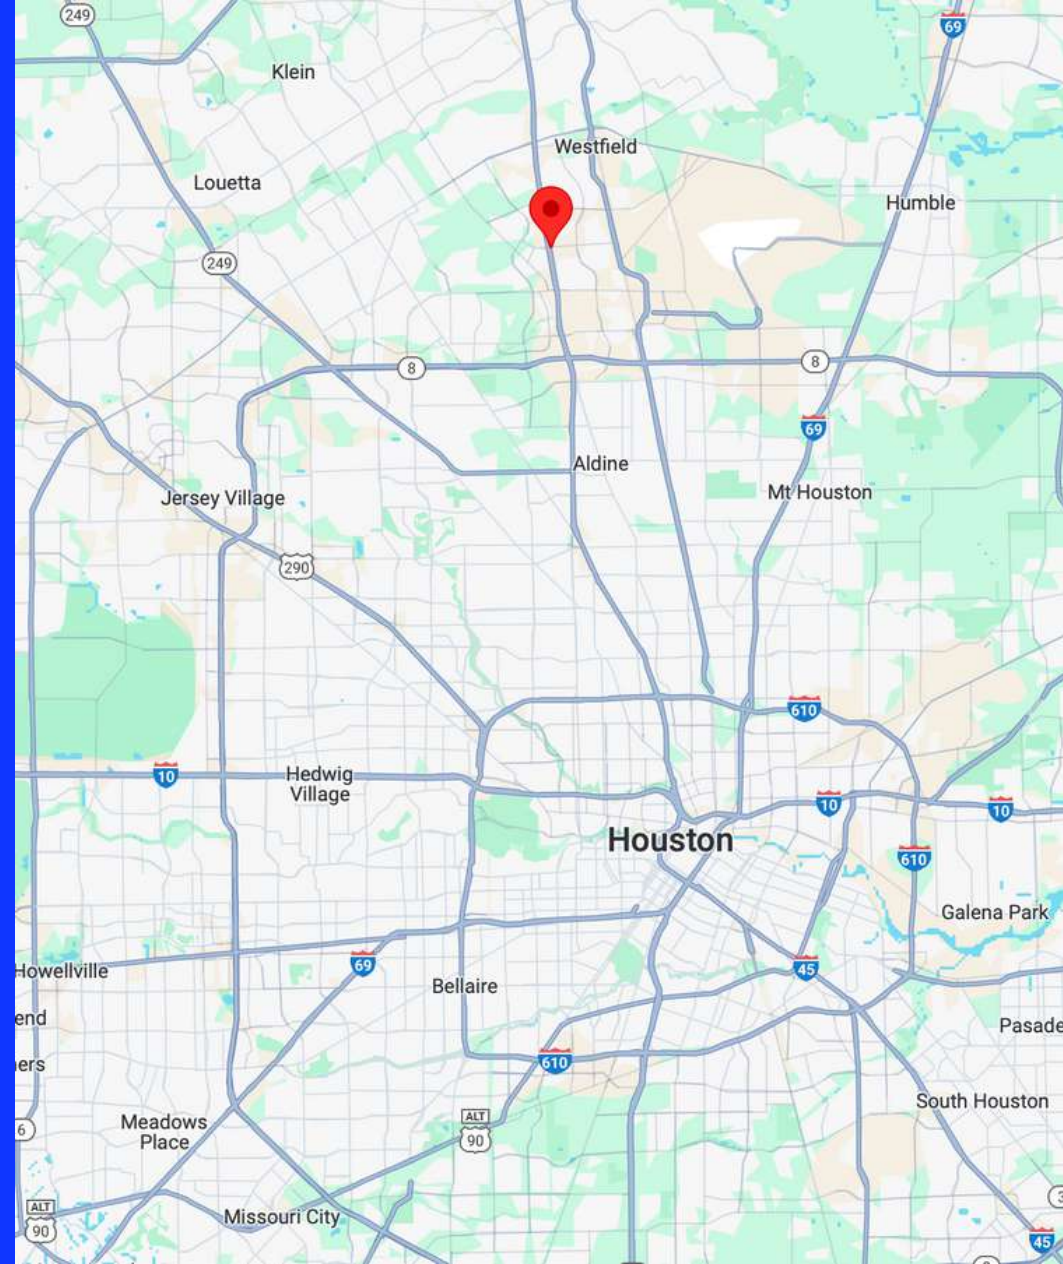 249
69
Klein
Westfield
Louetta
Humble
249
8
8
69
Aldine
Mt Houston
Jersey Village
290
610
10
Hedwig
Village
10
10
Houston
610
Galena Park
69
45
Howellville
Bellaire
end
Pasade
610
ers
South Houston
Meadows
Place
ALT
90
6
ALT
90
Missouri City
3
45